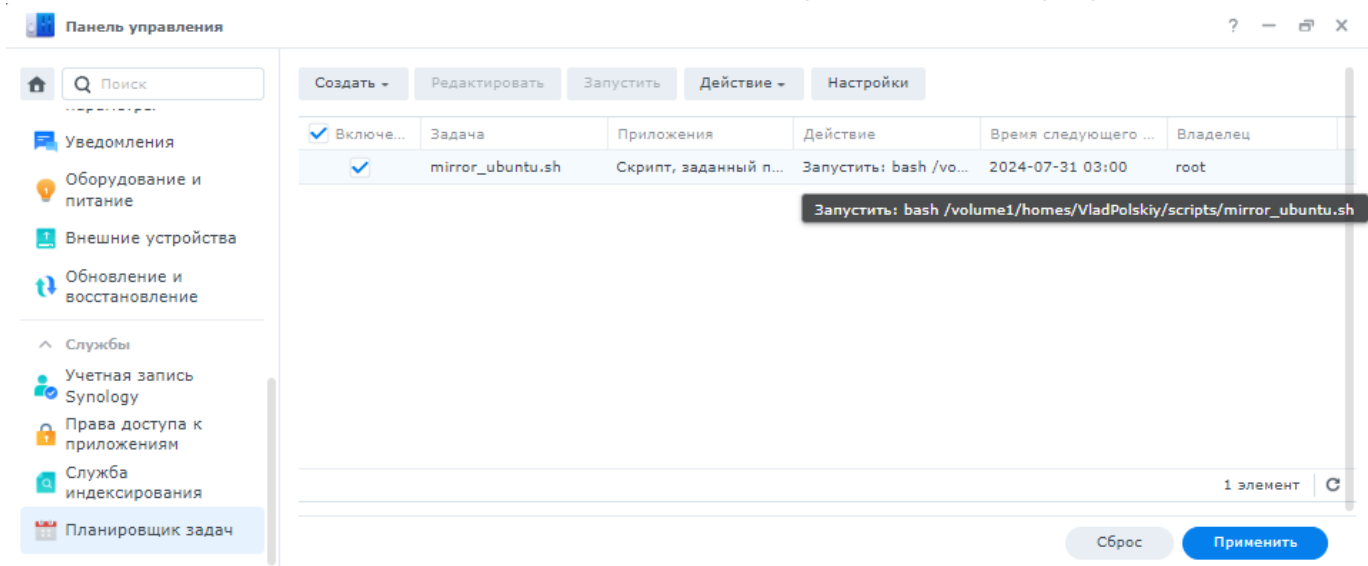 Панель управления
?
Поиск
Уведомления
Оборудование и
питание
Внешние устройства
Обновление и
восстановление
Службы
Учетная запись
Synology
Права доступа к
приложениям
Служба
индексирования
Планировщик задач
Создать Редактировать Запустить Действие Настройки
Включе... Задача Приложения Действие Время следующего ... Владелец
mirror_ubuntu.sh Скрипт, заданный п... Запустить: bash /vo... 2024-07-31 03:00 root
Запустить: bash /volume1/homes/VladPolskiy/scripts/mirror_ubuntu.sh
1 элемент
Сброс Применить